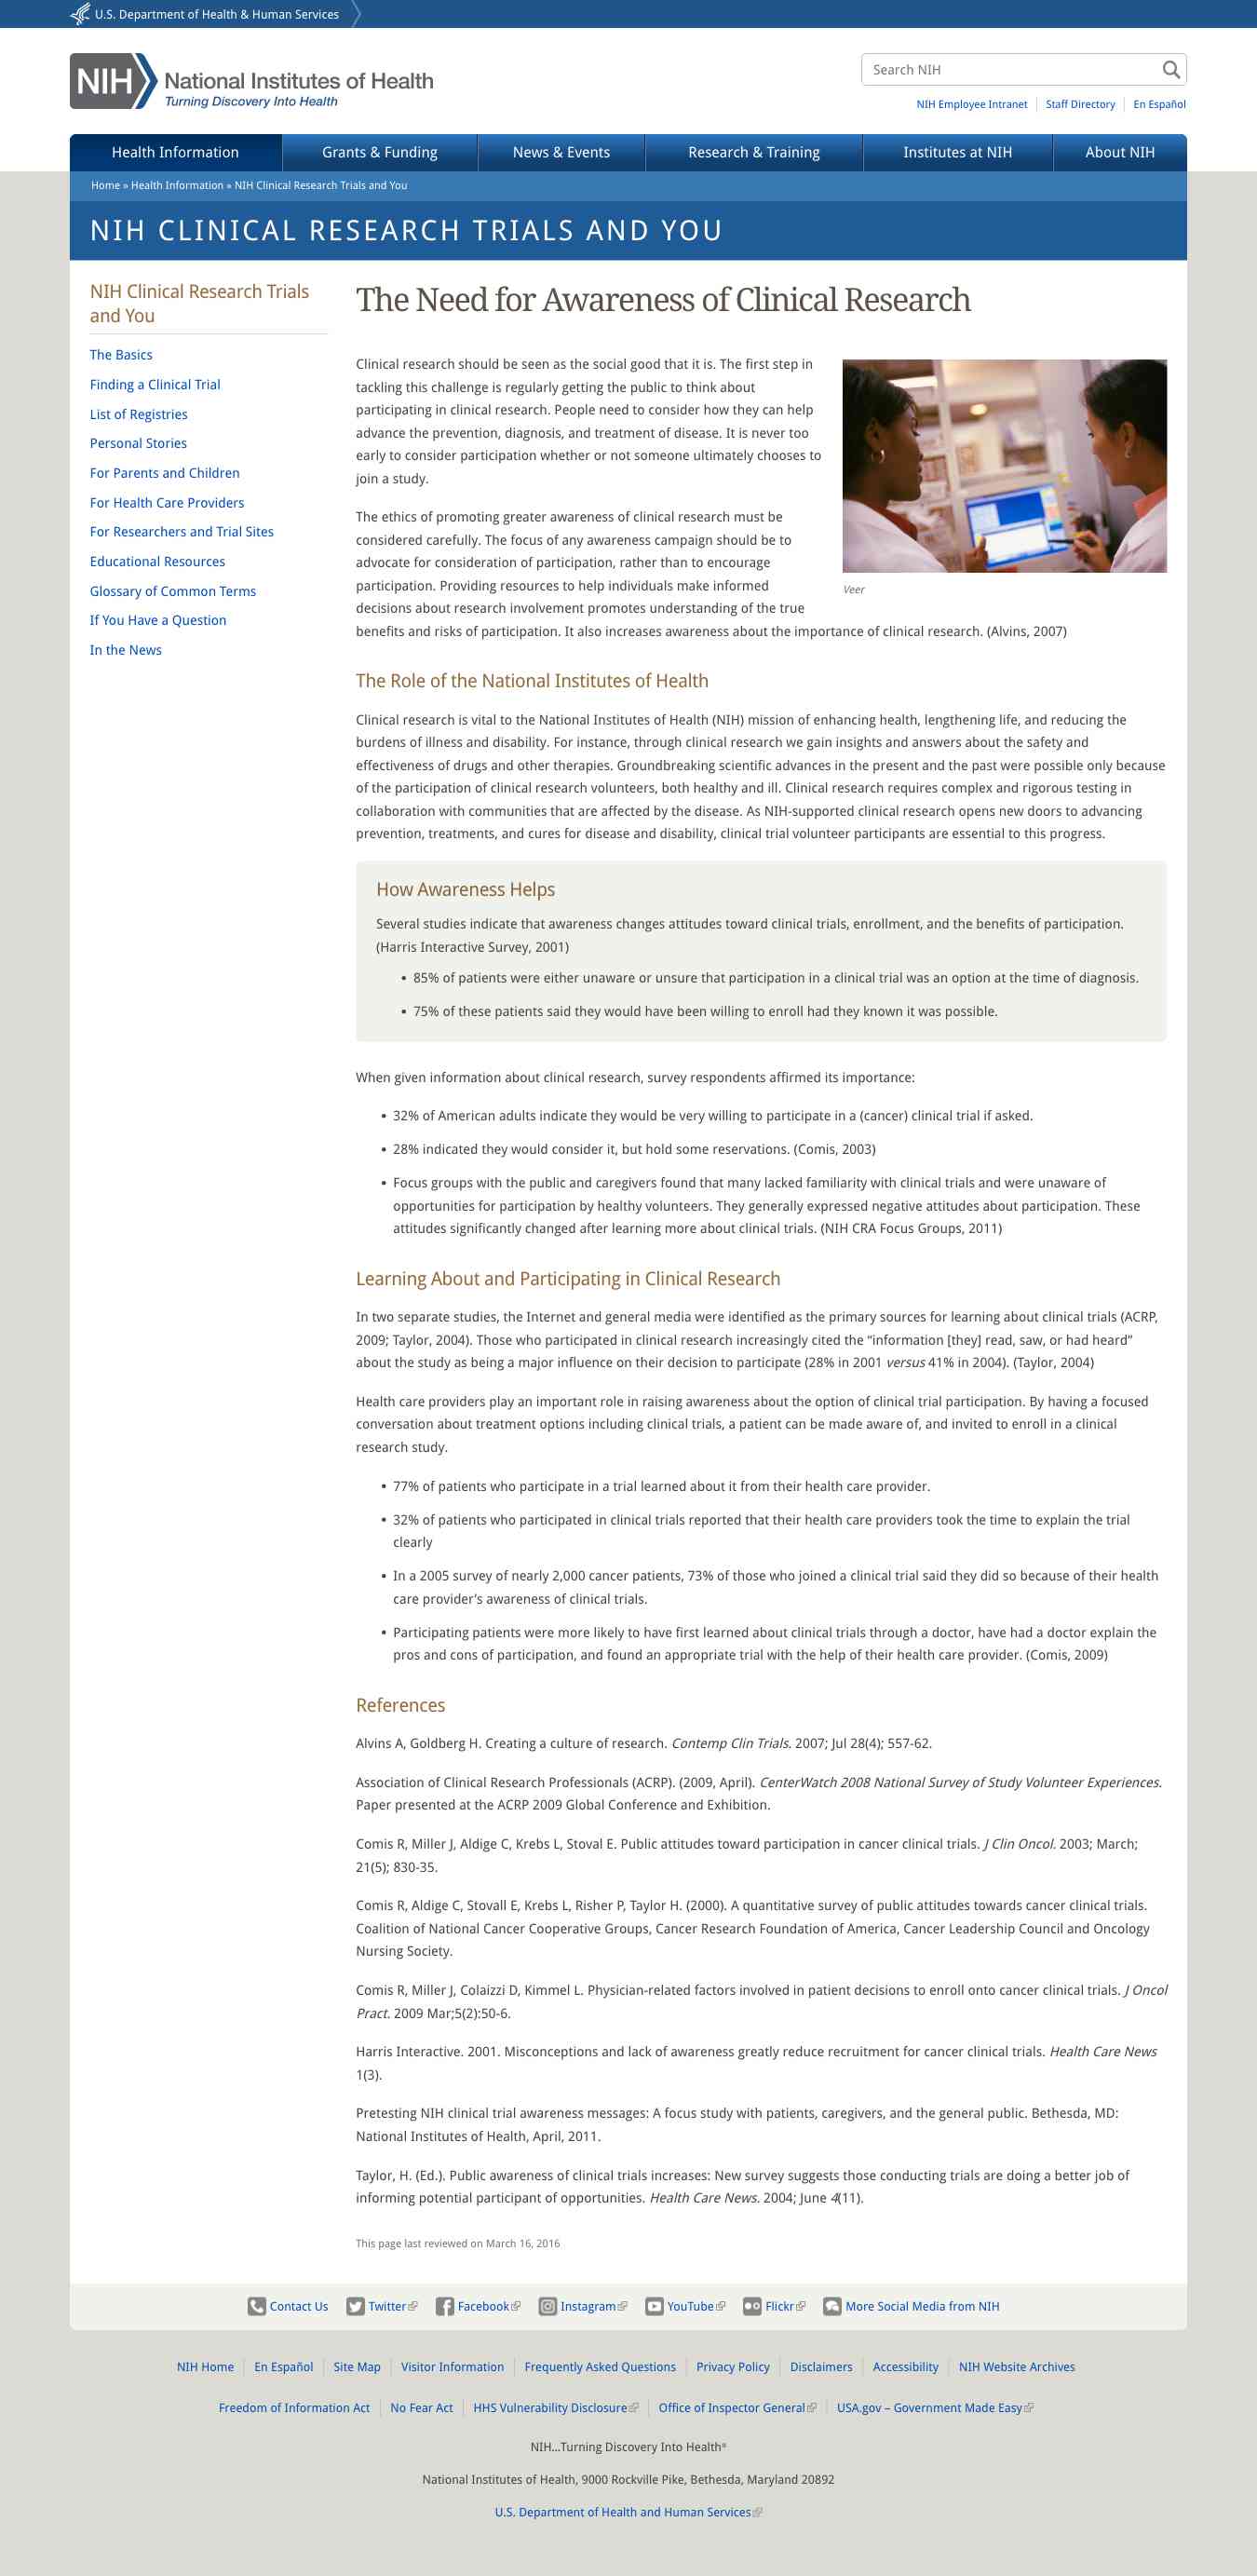 U.S. Department of Health & Human Services
NIH
National Institutes of Health
Turning Discovery Into Health
Search NIH
NIH Employee Intranet
Staff Directory
En Español
Health Information
Grants & Funding
News & Events
Research & Training
Institutes at NIH
About NIH
Home » Health Information » NIH Clinical Research Trials and You
NIH CLINICAL RESEARCH TRIALS AND YOU
NIH Clinical Research Trials
and You
The Basics
Finding a Clinical Trial
List of Registries
Personal Stories
For Parents and Children
For Health Care Providers
For Researchers and Trial Sites
Educational Resources
Glossary of Common Terms
If You Have a Question
In the News
The Need for Awareness of Clinical Research
Clinical research should be seen as the social good that it is. The first step in
tackling this challenge is regularly getting the public to think about
participating in clinical research. People need to consider how they can help
advance the prevention, diagnosis, and treatment of disease. It is never too
early to consider participation whether or not someone ultimately chooses to
join a study.
The ethics of promoting greater awareness of clinical research must be
considered carefully. The focus of any awareness campaign should be to
advocate for consideration of participation, rather than to encourage
participation. Providing resources to help individuals make informed
decisions about research involvement promotes understanding of the true
benefits and risks of participation. It also increases awareness about the importance of clinical research. (Alvins, 2007)
Veer
The Role of the National Institutes of Health
Clinical research is vital to the National Institutes of Health (NIH) mission of enhancing health, lengthening life, and reducing the
burdens of illness and disability. For instance, through clinical research we gain insights and answers about the safety and
effectiveness of drugs and other therapies. Groundbreaking scientific advances in the present and the past were possible only because
of the participation of clinical research volunteers, both healthy and ill. Clinical research requires complex and rigorous testing in
collaboration with communities that are affected by the disease. As NIH-supported clinical research opens new doors to advancing
prevention, treatments, and cures for disease and disability, clinical trial volunteer participants are essential to this progress.
How Awareness Helps
Several studies indicate that awareness changes attitudes toward clinical trials, enrollment, and the benefits of participation.
(Harris Interactive Survey, 2001)
▪ 85% of patients were either unaware or unsure that participation in a clinical trial was an option at the time of diagnosis.
▪ 75% of these patients said they would have been willing to enroll had they known it was possible.
When given information about clinical research, survey respondents affirmed its importance:
▪ 32% of American adults indicate they would be very willing to participate in a (cancer) clinical trial if asked.
▪ 28% indicated they would consider it, but hold some reservations. (Comis, 2003)
▪ Focus groups with the public and caregivers found that many lacked familiarity with clinical trials and were unaware of
opportunities for participation by healthy volunteers. They generally expressed negative attitudes about participation. These
attitudes significantly changed after learning more about clinical trials. (NIH CRA Focus Groups, 2011)
Learning About and Participating in Clinical Research
In two separate studies, the Internet and general media were identified as the primary sources for learning about clinical trials (ACRP,
2009; Taylor, 2004). Those who participated in clinical research increasingly cited the “information [they] read, saw, or had heard”
about the study as being a major influence on their decision to participate (28% in 2001 versus 41% in 2004). (Taylor, 2004)
Health care providers play an important role in raising awareness about the option of clinical trial participation. By having a focused
conversation about treatment options including clinical trials, a patient can be made aware of, and invited to enroll in a clinical
research study.
▪ 77% of patients who participate in a trial learned about it from their health care provider.
▪ 32% of patients who participated in clinical trials reported that their health care providers took the time to explain the trial
clearly
▪ In a 2005 survey of nearly 2,000 cancer patients, 73% of those who joined a clinical trial said they did so because of their health
care provider’s awareness of clinical trials.
▪ Participating patients were more likely to have first learned about clinical trials through a doctor, have had a doctor explain the
pros and cons of participation, and found an appropriate trial with the help of their health care provider. (Comis, 2009)
References
Alvins A, Goldberg H. Creating a culture of research. Contemp Clin Trials. 2007; Jul 28(4); 557-62.
Association of Clinical Research Professionals (ACRP). (2009, April). CenterWatch 2008 National Survey of Study Volunteer Experiences.
Paper presented at the ACRP 2009 Global Conference and Exhibition.
Comis R, Miller J, Aldige C, Krebs L, Stoval E. Public attitudes toward participation in cancer clinical trials. J Clin Oncol. 2003; March;
21(5); 830-35.
Comis R, Aldige C, Stovall E, Krebs L, Risher P, Taylor H. (2000). A quantitative survey of public attitudes towards cancer clinical trials.
Coalition of National Cancer Cooperative Groups, Cancer Research Foundation of America, Cancer Leadership Council and Oncology
Nursing Society.
Comis R, Miller J, Colaizzi D, Kimmel L. Physician-related factors involved in patient decisions to enroll onto cancer clinical trials. J Oncol
Pract. 2009 Mar;5(2):50-6.
Harris Interactive. 2001. Misconceptions and lack of awareness greatly reduce recruitment for cancer clinical trials. Health Care News
1(3).
Pretesting NIH clinical trial awareness messages: A focus study with patients, caregivers, and the general public. Bethesda, MD:
National Institutes of Health, April, 2011.
Taylor, H. (Ed.). Public awareness of clinical trials increases: New survey suggests those conducting trials are doing a better job of
informing potential participant of opportunities. Health Care News. 2004; June 4(11).
This page last reviewed on March 16, 2016
Contact Us
Twitter
Facebook
Instagram
YouTube
Flickr
More Social Media from NIH
NIH Home
En Español
Site Map
Visitor Information
Frequently Asked Questions
Privacy Policy
Disclaimers
Accessibility
NIH Website Archives
Freedom of Information Act
No Fear Act
HHS Vulnerability Disclosure
Office of Inspector General
USA.gov – Government Made Easy
NIH…Turning Discovery Into Health®
National Institutes of Health, 9000 Rockville Pike, Bethesda, Maryland 20892
U.S. Department of Health and Human Services